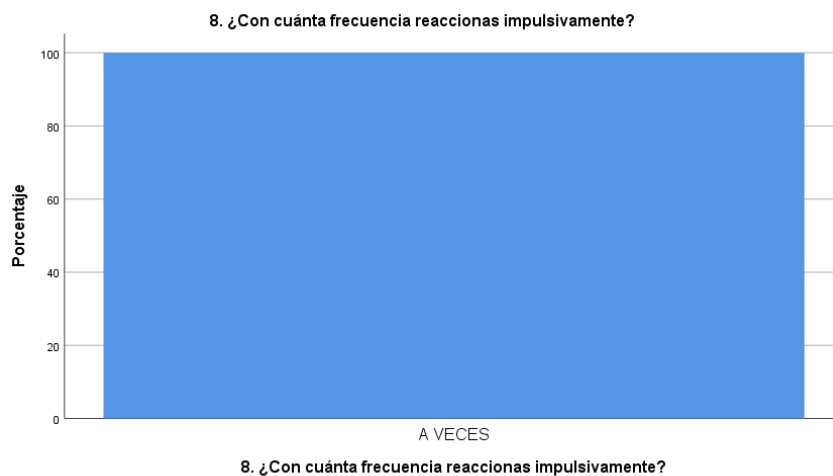 8. ¿Con cuánta frecuencia reaccionas impulsivamente?
100
80
60
40
20
0
Porcentaje
A VECES
8. ¿Con cuánta frecuencia reaccionas impulsivamente?